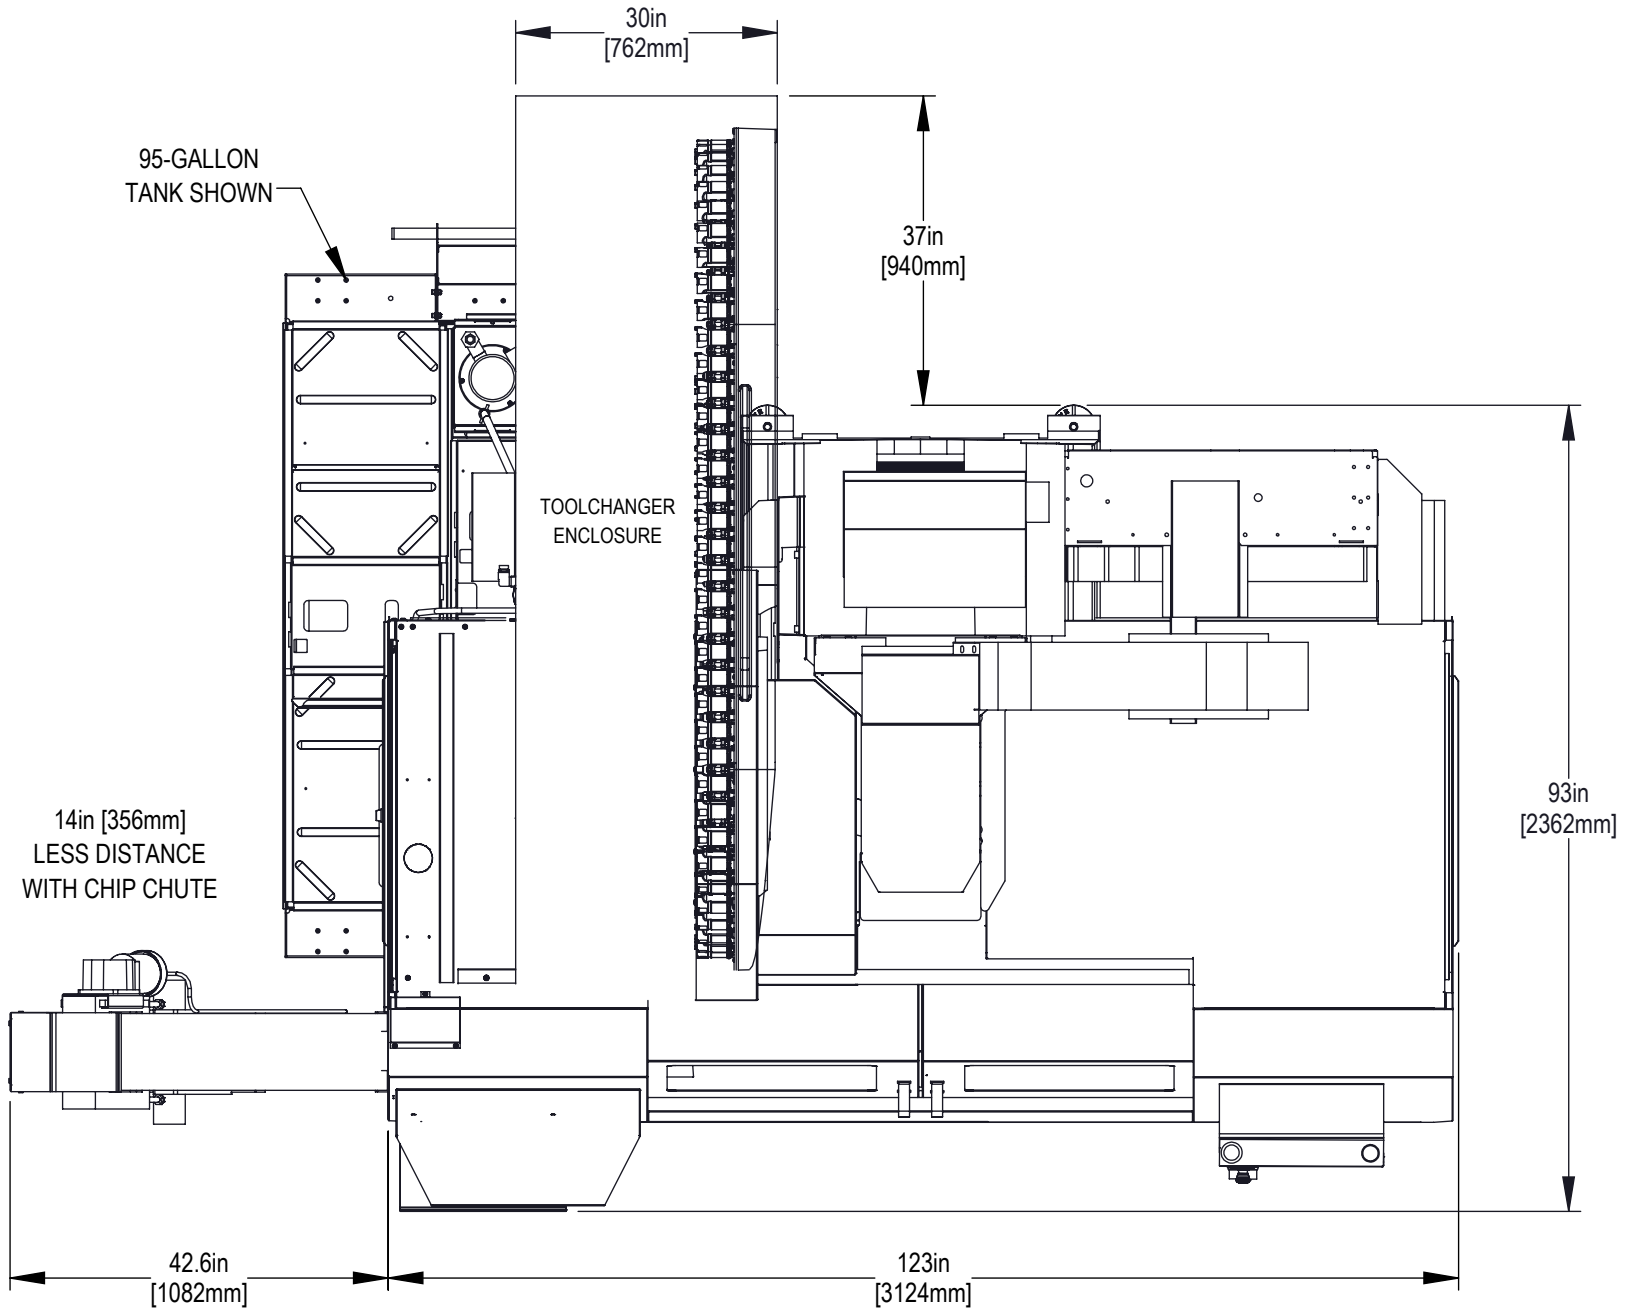 30in
[762mm]
95-GALLON
TANK SHOWN
37in
[940mm]
TOOLCHANGER
ENCLOSURE
14in [356mm]
LESS DISTANCE
WITH CHIP CHUTE
93in
[2362mm]
42.6in
[1082mm]
123in
[3124mm]